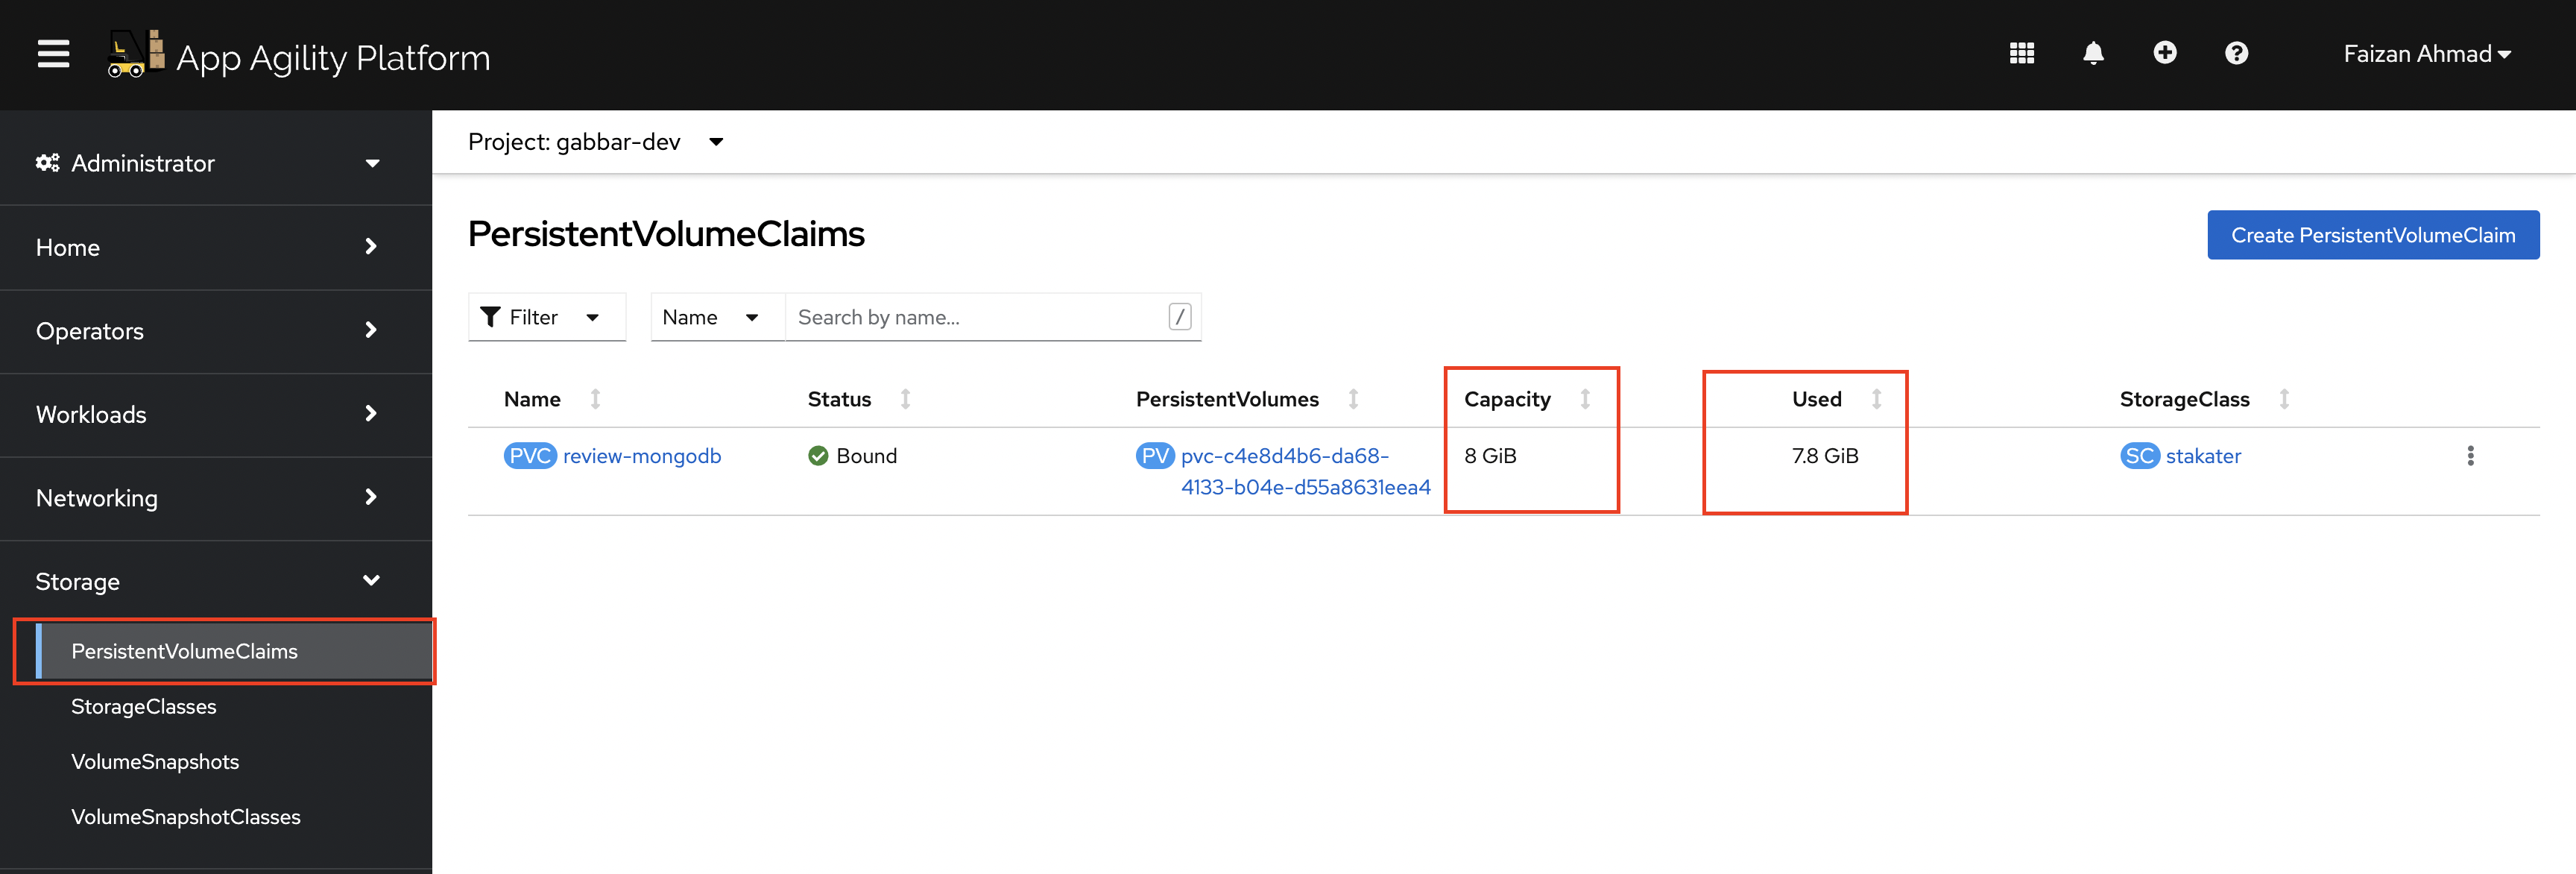 App Agility Platform
Faizan Ahmad
Administrator
Home
Operators
Workloads
Networking
Storage
PersistentVolumeClaims
StorageClasses
VolumeSnapshots
VolumeSnapshotClasses
Project: gabbar-dev
PersistentVolumeClaims
Create PersistentVolumeClaim
Filter
Name
Search by name...
/
Name Status PersistentVolumes Capacity Used StorageClass
PVC review-mongodb Bound PV pvc-c4e8d4b6-da68- 8 GiB 7.8 GiB SC stakater
4133-b04e-d55a8631eea4